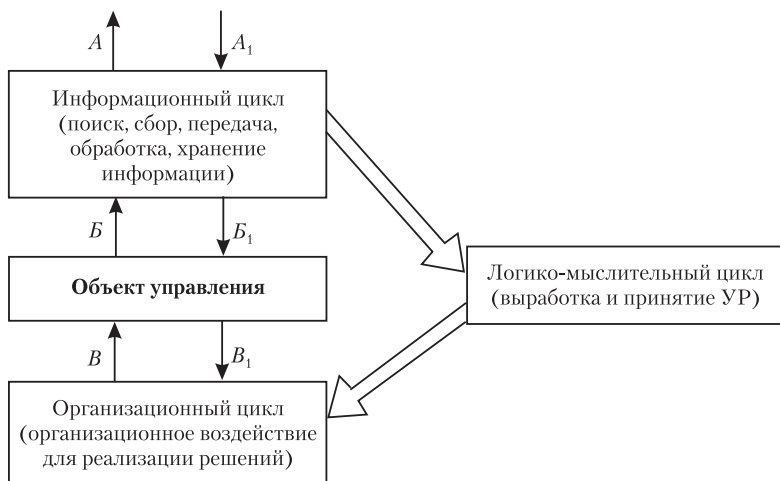 А
А1
Информационный цикл
(поиск, сбор, передача,
обработка, хранение
информации)
Б
Б1
Объект управления
Логико-мыслительный цикл
(выработка и принятие УР)
В
В1
Организационный цикл
(организационное воздействие
для реализации решений)